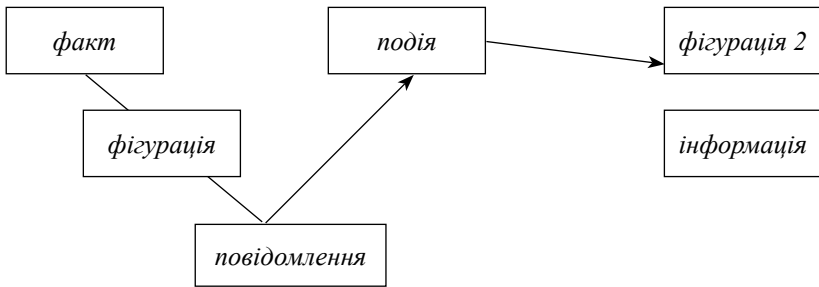 факт
подія
фігурація 2
фігурація
інформація
повідомлення